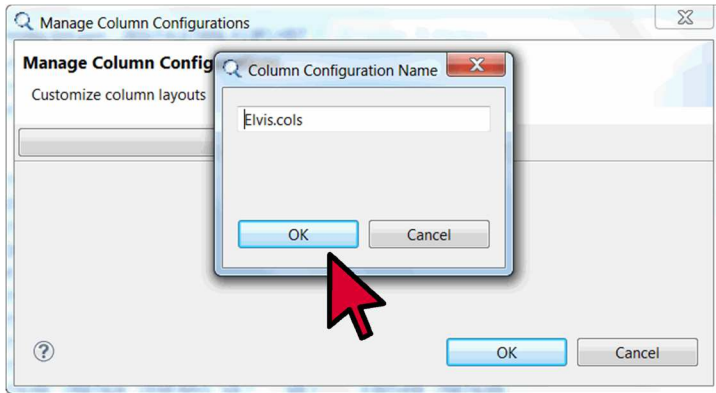 Manage Column Configurations
Manage Column Config
Customize column layouts
Column Configuration Name
Elvis.cols
OK Cancel
OK Cancel